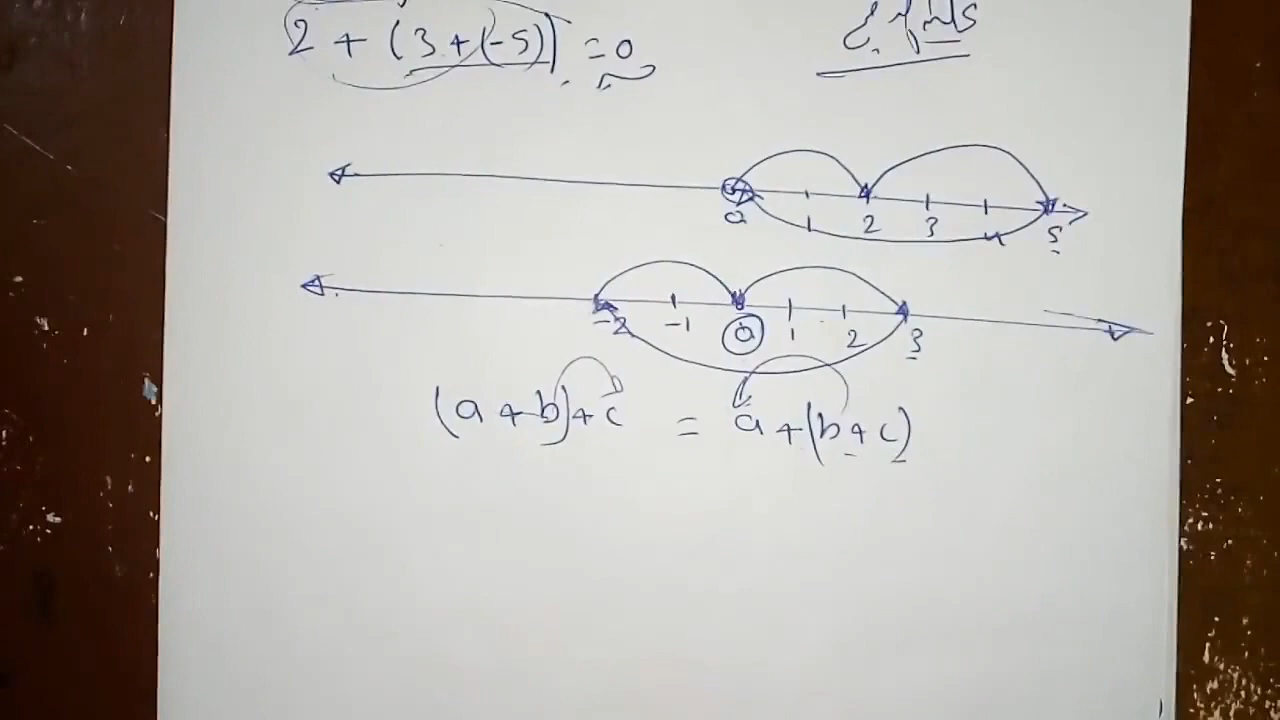 2 + (3 + (-5)) = 0
0 1 2 3 4 5
-2 -1 0 1 2 3
(a + b) + c = a + (b + c)